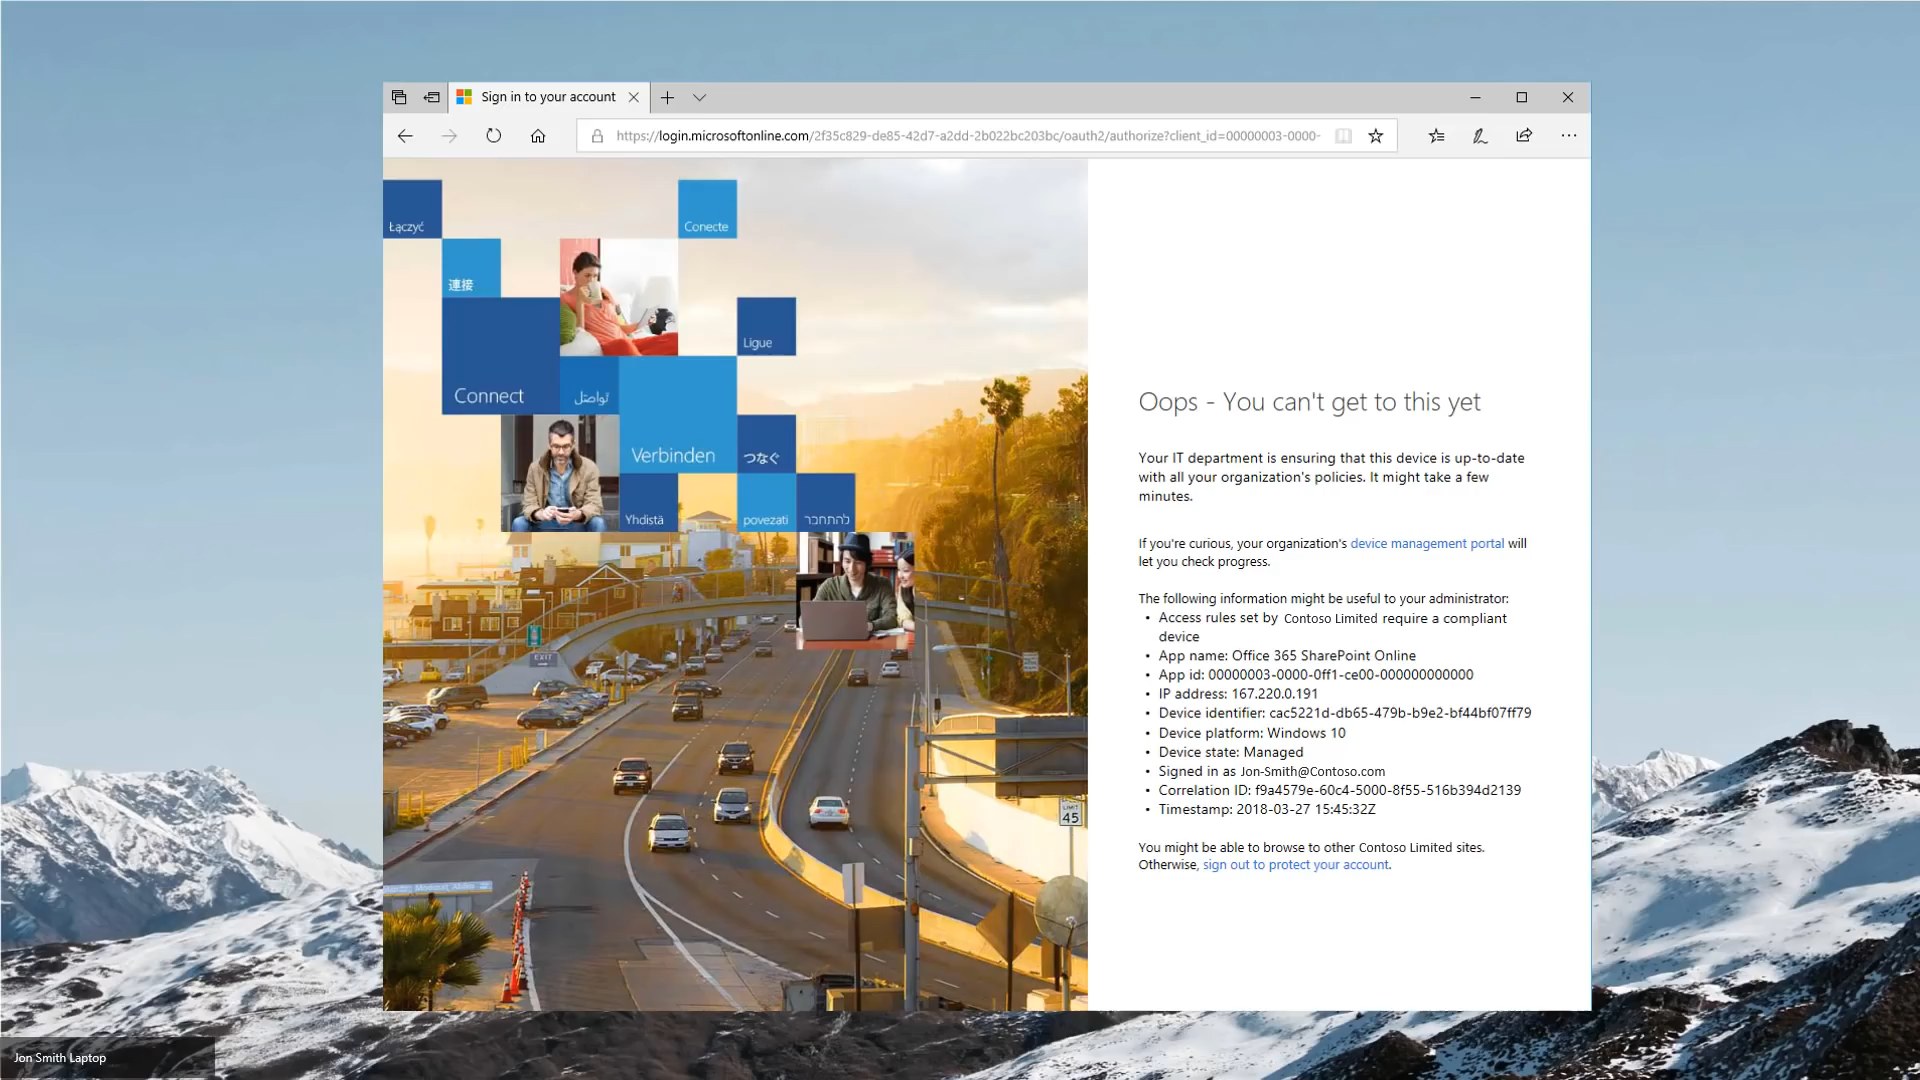 Sign in to your account
https://login.microsoftonline.com/2f35c829-de85-42d7-a2dd-2b022bc203bc/oauth2/authorize?client_id=00000003-0000-
Łączyć
Conecte
連接
Ligue
Connect
تواصل
Verbinden
つなぐ
Yhdistä
povezati
להתחבר
EXIT
LIMIT
45
Oops - You can't get to this yet
Your IT department is ensuring that this device is up-to-date
with all your organization's policies. It might take a few
minutes.
If you're curious, your organization's device management portal will
let you check progress.
The following information might be useful to your administrator:
• Access rules set by Contoso Limited require a compliant
device
• App name: Office 365 SharePoint Online
• App id: 00000003-0000-0ff1-ce00-000000000000
• IP address: 167.220.0.191
• Device identifier: cac5221d-db65-479b-b9e2-bf44bf07ff79
• Device platform: Windows 10
• Device state: Managed
• Signed in as Jon-Smith@Contoso.com
• Correlation ID: f9a4579e-60c4-5000-8f55-516b394d2139
• Timestamp: 2018-03-27 15:45:32Z
You might be able to browse to other Contoso Limited sites.
Otherwise, sign out to protect your account.
Jon Smith Laptop